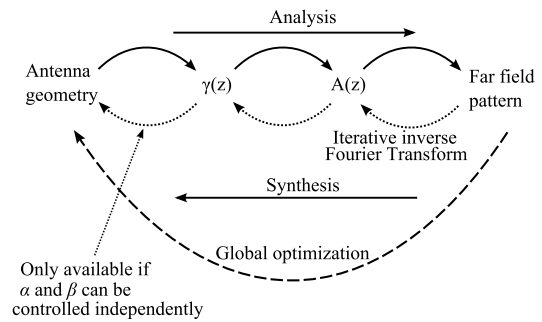 Analysis
Antenna
geometry
γ(z)
A(z)
Far field
pattern
Iterative inverse
Fourier Transform
Synthesis
Global optimization
Only available if
α and β can be
controlled independently